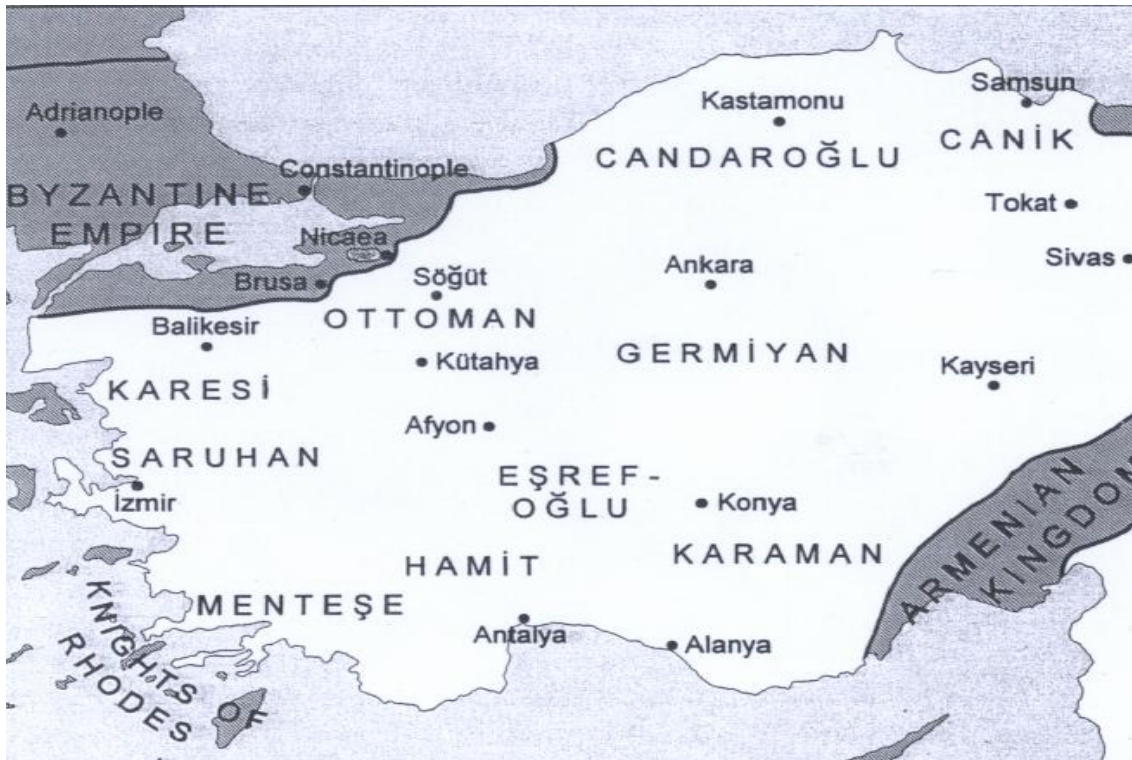 Samsun
Kastamonu
Adrianople
CANİK
CANDAROĞLU
Constantinople
BYZANTINE
EMPIRE
Tokat
Nicaea
Sivas
Ankara
Söğüt
Brusa
OTTOMAN
Balikesir
GERMİYAN
Kütahya
Kayseri
KARESİ
Afyon
SARUHAN
EŞREF-
OĞLU
İzmir
Konya
KARAMAN
ARMENIAN
KINGDOM
HAMİT
MENTEŞE
Antalya
Alanya
KNIGHTS OF
RHODES